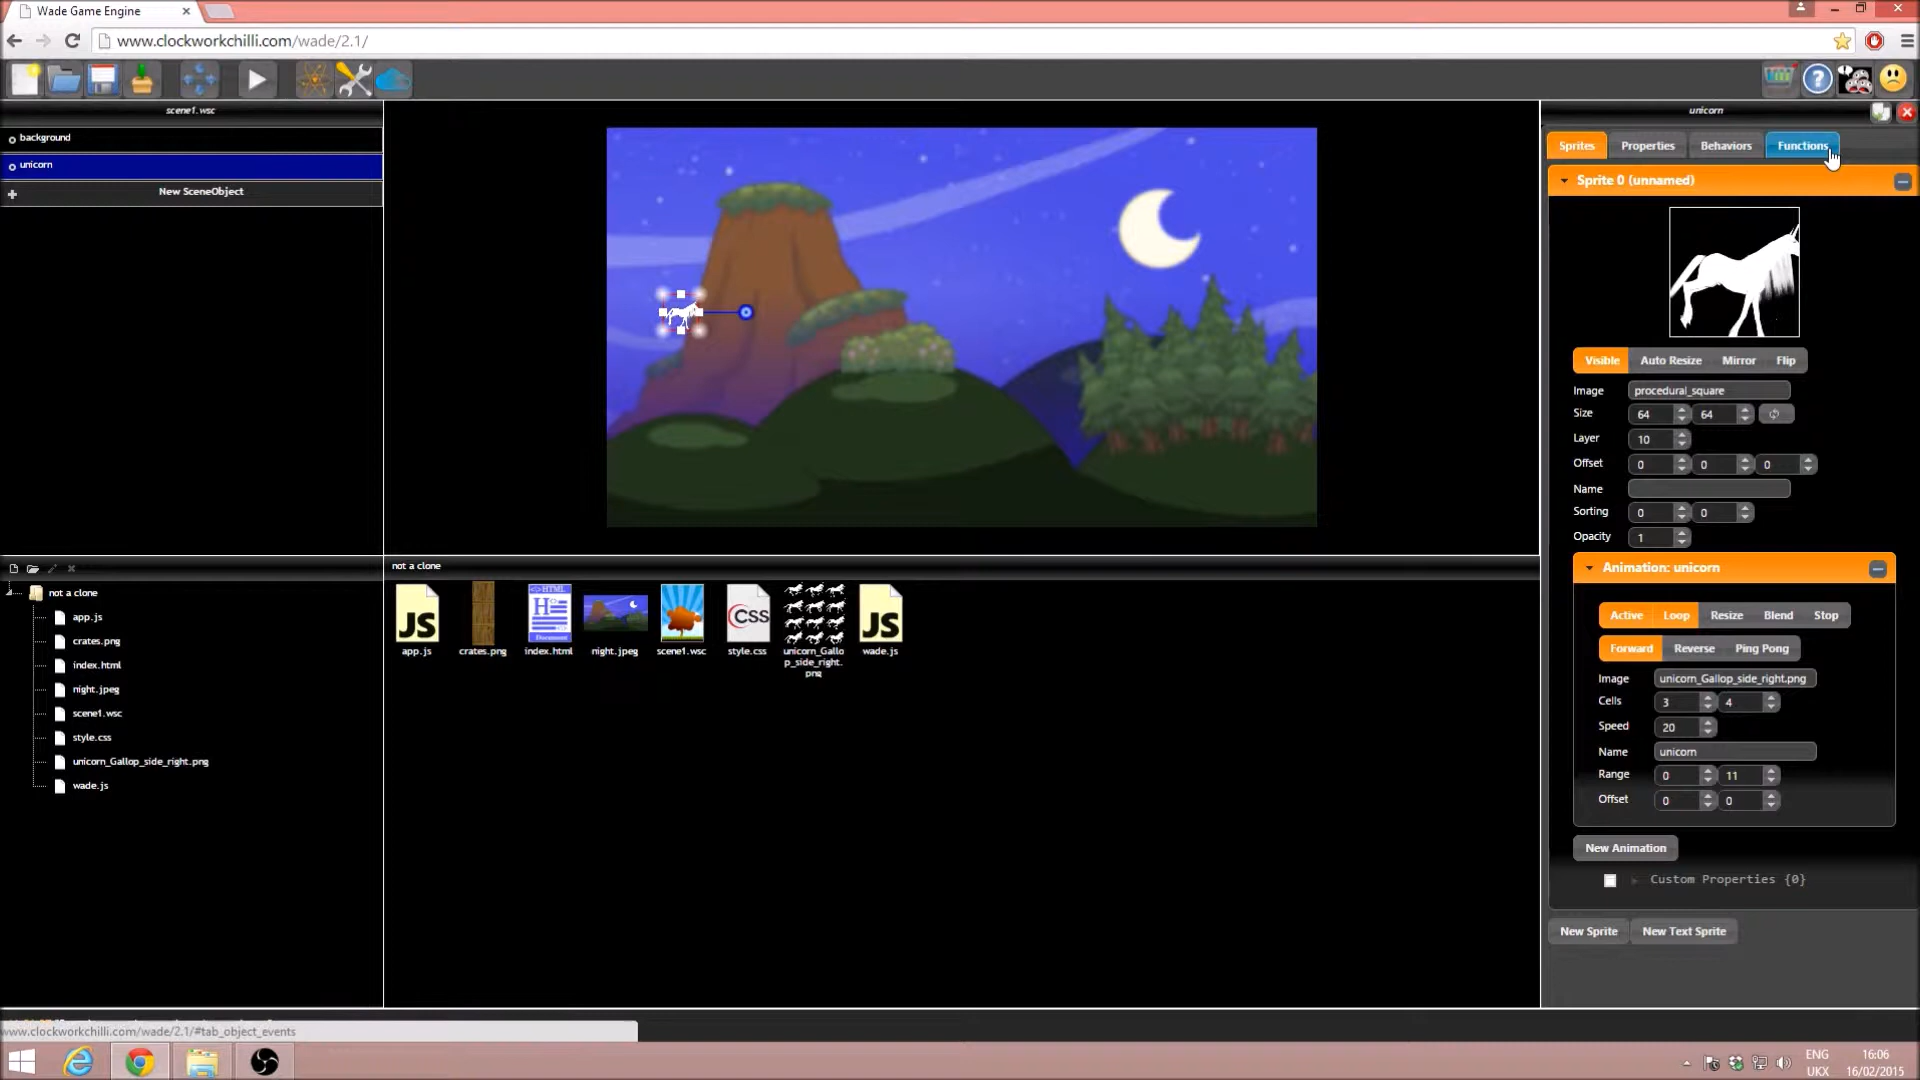 Wade Game Engine
www.clockworkchilli.com/wade/2.1/
scene1.wsc
background
unicorn
New SceneObject
unicorn
Sprites Properties Behaviors Functions
Sprite 0 (unnamed)
Visible Auto Resize Mirror Flip
Image procedural_square
Size 64 64
Layer 10
Offset 0 0 0
Name
Sorting 0 0
Opacity 1
Animation: unicorn
Active Loop Resize Blend Stop
Forward Reverse Ping Pong
Image unicorn_Gallop_side_right.png
Cells 3 4
Speed 20
Name unicorn
Range 0 11
Offset 0 0
New Animation
Custom Properties {0}
New Sprite New Text Sprite
not a clone
app.js
crates.png
index.html
night.jpeg
scene1.wsc
style.css
unicorn_Gallop_side_right.png
wade.js
not a clone
JS
<HTML>
H
Document
CSS
JS
app.js crates.png index.html night.jpeg scene1.wsc style.css unicorn_Gallo wade.js
p_side_right.
png
www.clockworkchilli.com/wade/2.1/#tab_object_events
ENG 16:06
UKX 16/02/2015